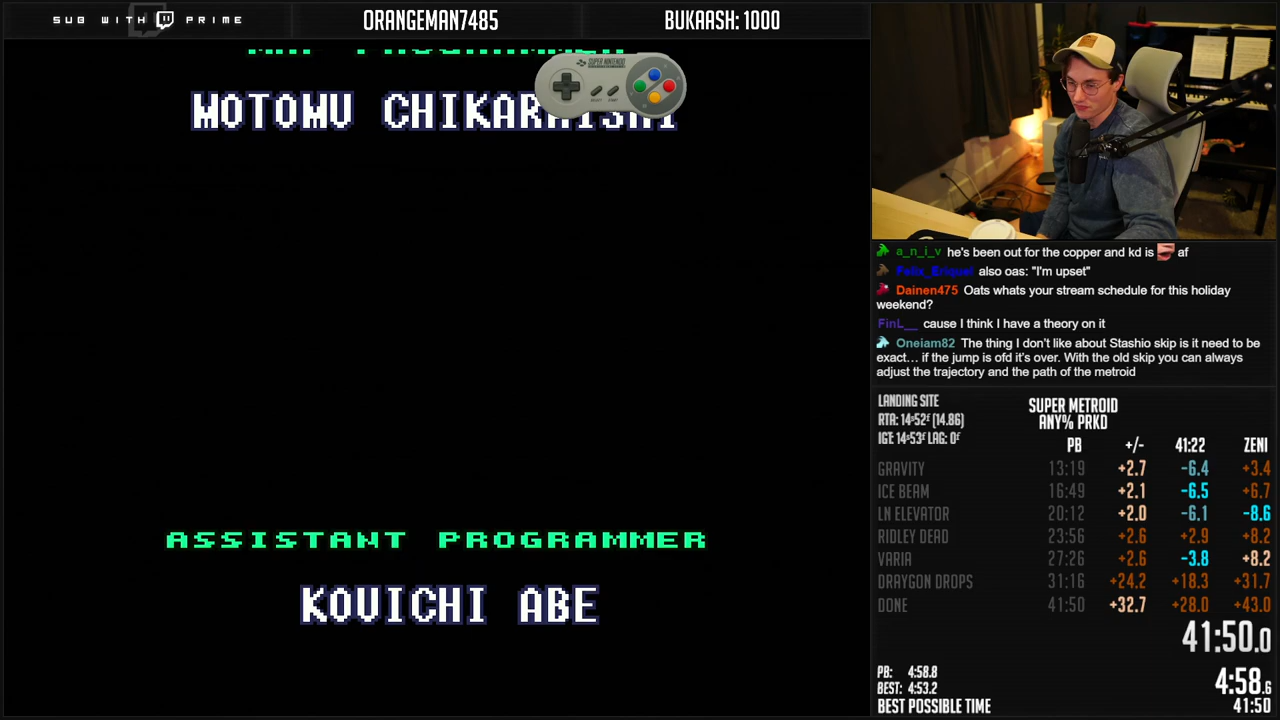 SUB WITH PRIME
ORANGEMAN7485
BUKAASH: 1000
MAP PROGRAMMER
MOTOMU CHIKARAISHI
ASSISTANT PROGRAMMER
KOUICHI ABE
a_n_i_v he's been out for the copper and kd is af
Felix_Eriquel also oas: "I'm upset"
Dainen475 Oats whats your stream schedule for this holiday
weekend?
FinL__ cause I think I have a theory on it
Oneiam82 The thing I don't like about Stashio skip is it need to be
exact… if the jump is ofd it's over. With the old skip you can always
adjust the trajectory and the path of the metroid
LANDING SITE
RTA: 14s52f (14.86)
IGT: 14s53f LAG: 0f
SUPER METROID
ANY% PRKD
PB +/- 41:22 ZENI
GRAVITY 13:19 +2.7 -6.4 +3.4
ICE BEAM 16:49 +2.1 -6.5 +6.7
LN ELEVATOR 20:12 +2.0 -6.1 -8.6
RIDLEY DEAD 23:56 +2.6 +2.9 +8.2
VARIA 27:26 +2.6 -3.8 +8.2
DRAYGON DROPS 31:16 +24.2 +18.3 +31.7
DONE 41:50 +32.7 +28.0 +43.0
41:50.0
PB: 4:58.8
BEST: 4:53.2
4:58.6
BEST POSSIBLE TIME 41:50